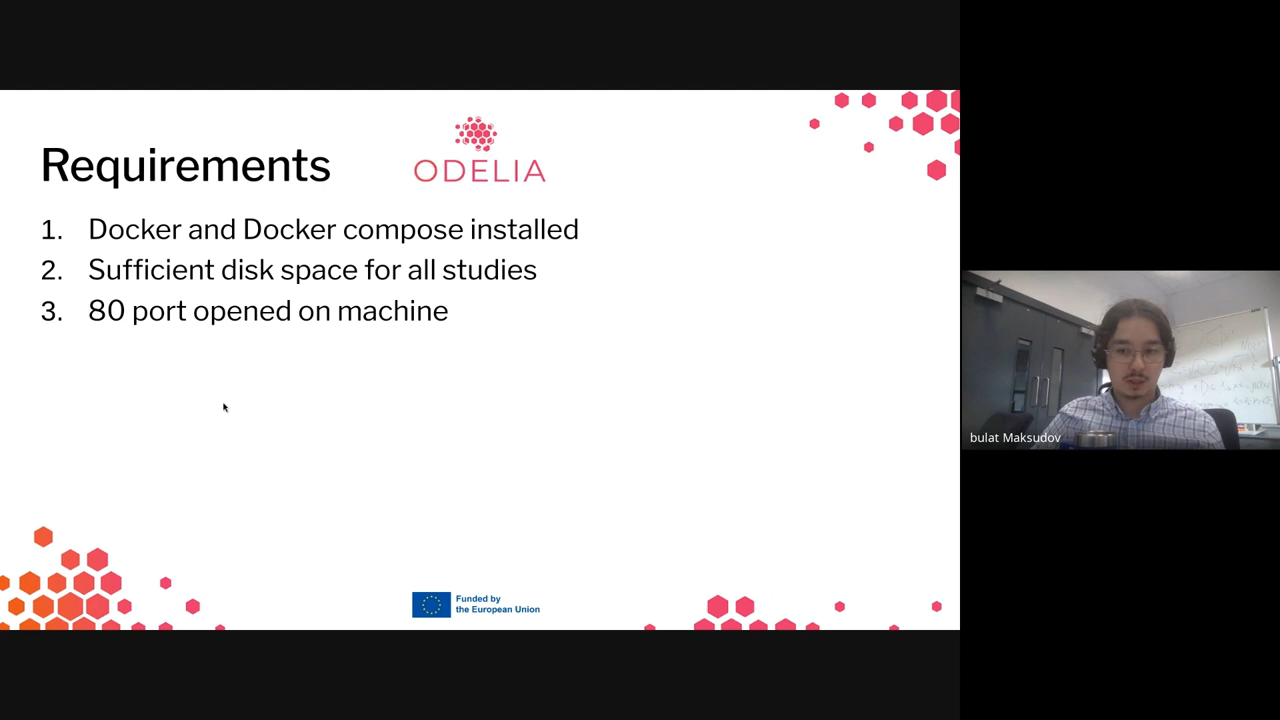 Requirements
ODELIA
1. Docker and Docker compose installed
2. Sufficient disk space for all studies
3. 80 port opened on machine
Funded by
the European Union
bulat Maksudov